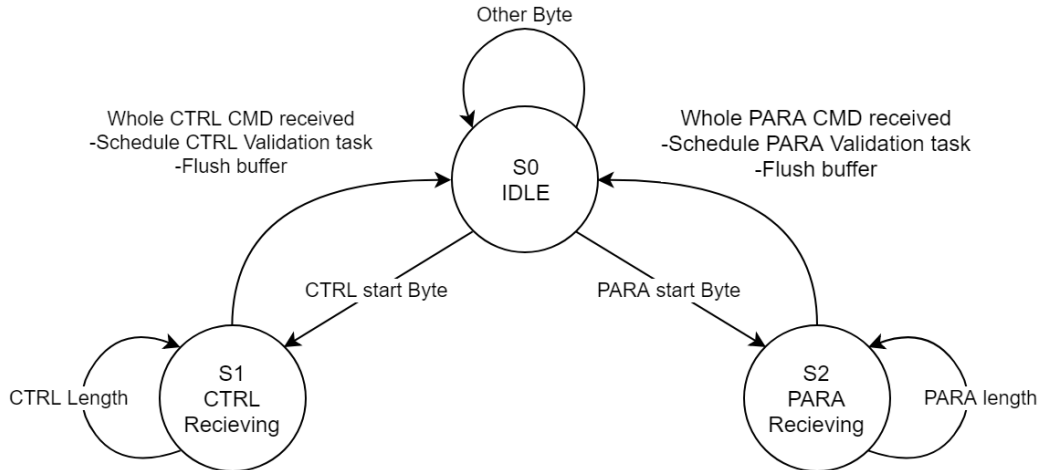 Other Byte
Whole CTRL CMD received
-Schedule CTRL Validation task
-Flush buffer
Whole PARA CMD received
-Schedule PARA Validation task
-Flush buffer
S0
IDLE
CTRL start Byte
PARA start Byte
CTRL Length
S1
CTRL
Recieving
S2
PARA
Recieving
PARA length